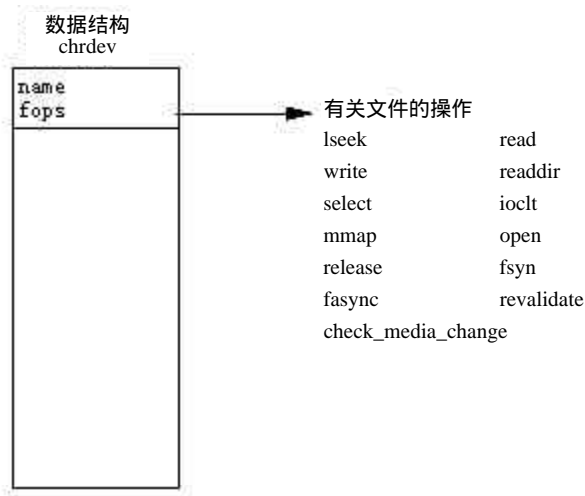 数据结构
chrdev
name
fops
有关文件的操作
lseek read
write readdir
select ioclt
mmap open
release fsyn
fasync revalidate
check_media_change